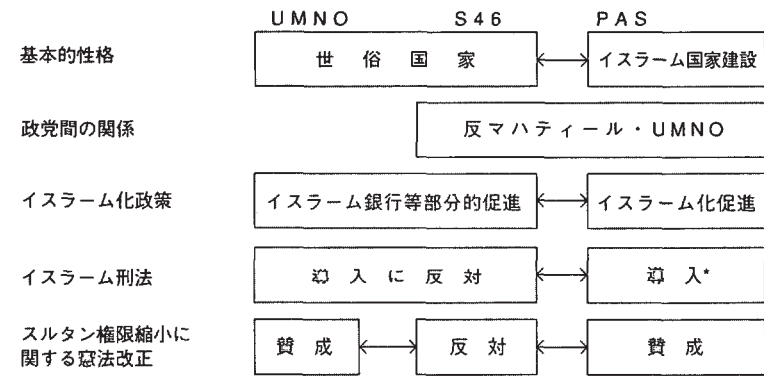 UMNO S46 PAS
基本的性格 世俗国家 イスラーム国家建設
政党間の関係 反マハティール・UMNO
イスラーム化政策 イスラーム銀行等部分的促進 イスラーム化促進
イスラーム刑法 導入に反対 導入*
スルタン権限縮小に
関する憲法改正 賛成 反対 賛成